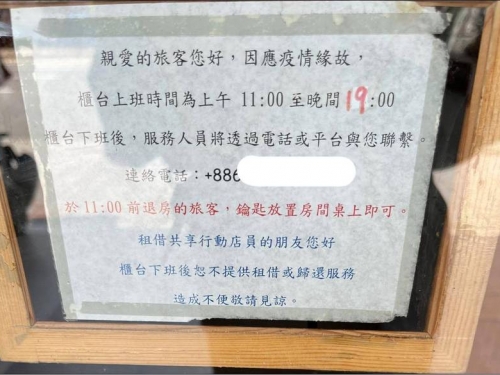 親愛的旅客您好，因應疫情緣故，
櫃台上班時間為上午 11:00 至晚間 19:00
櫃台下班後，服務人員將透過電話或平台與您聯繫。
連絡電話：+886
於 11:00 前退房的旅客，鑰匙放置房間桌上即可。
租借共享行動店員的朋友您好
櫃台下班後恕不提供租借或歸還服務
造成不便敬請見諒。